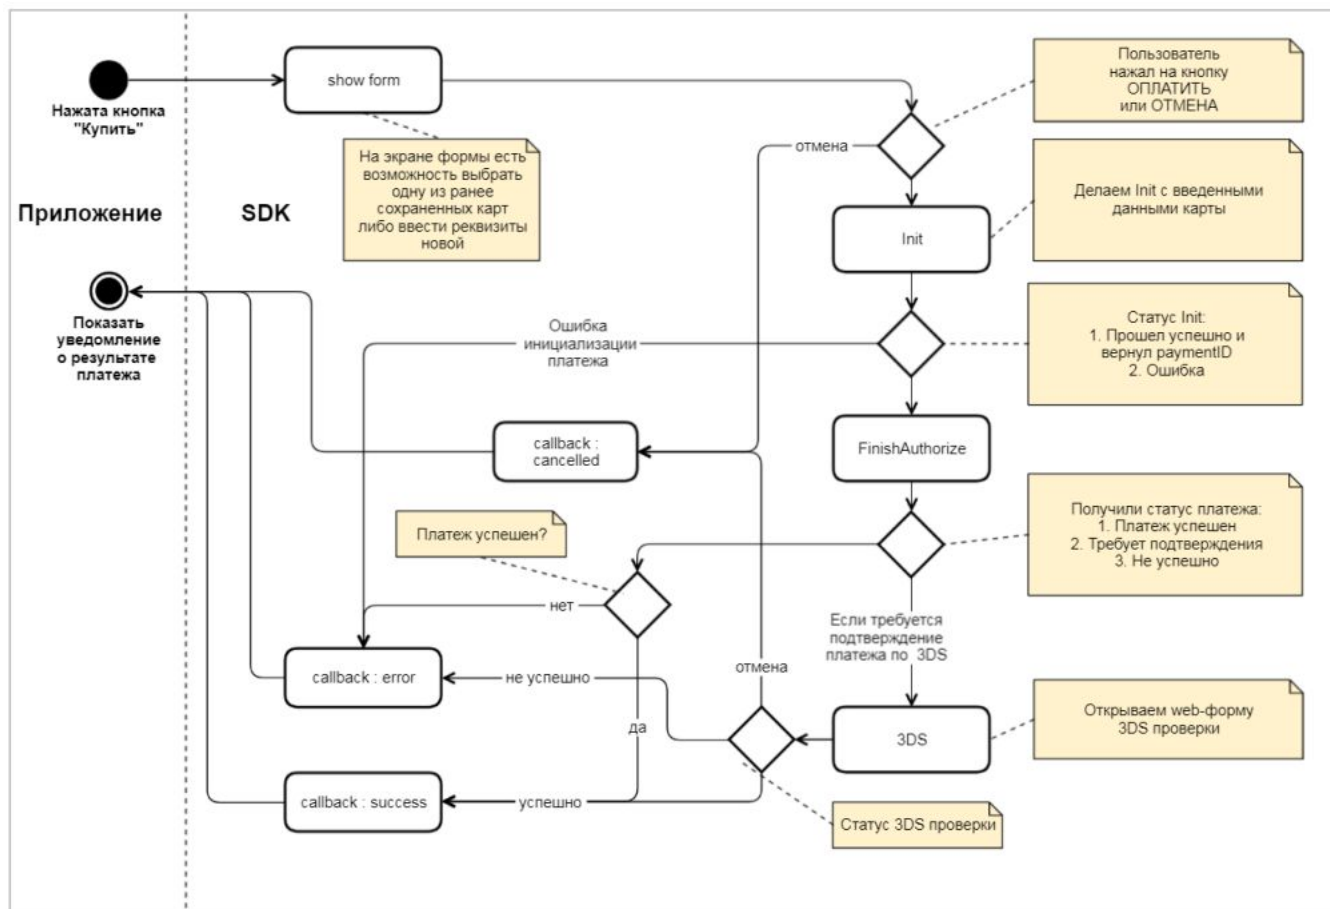 show form
Нажата кнопка
"Купить"
Пользователь
нажал на кнопку
ОПЛАТИТЬ
или ОТМЕНА
отмена
На экране формы есть
возможность выбрать
одну из ранее
сохраненных карт
либо ввести реквизиты
новой
Приложение
SDK
Делаем Init с введенными
данными карты
Init
Показать
уведомление
о результате
платежа
Ошибка
инициализации
платежа
Статус Init:
1. Прошел успешно и
вернул paymentID
2. Ошибка
callback :
cancelled
FinishAuthorize
Платеж успешен?
Получили статус платежа:
1. Платеж успешен
2. Требует подтверждения
3. Не успешно
нет
Если требуется
подтверждение
платежа по 3DS
callback : error
не успешно
отмена
да
3DS
Открываем web-форму
3DS проверки
callback : success
успешно
Статус 3DS проверки